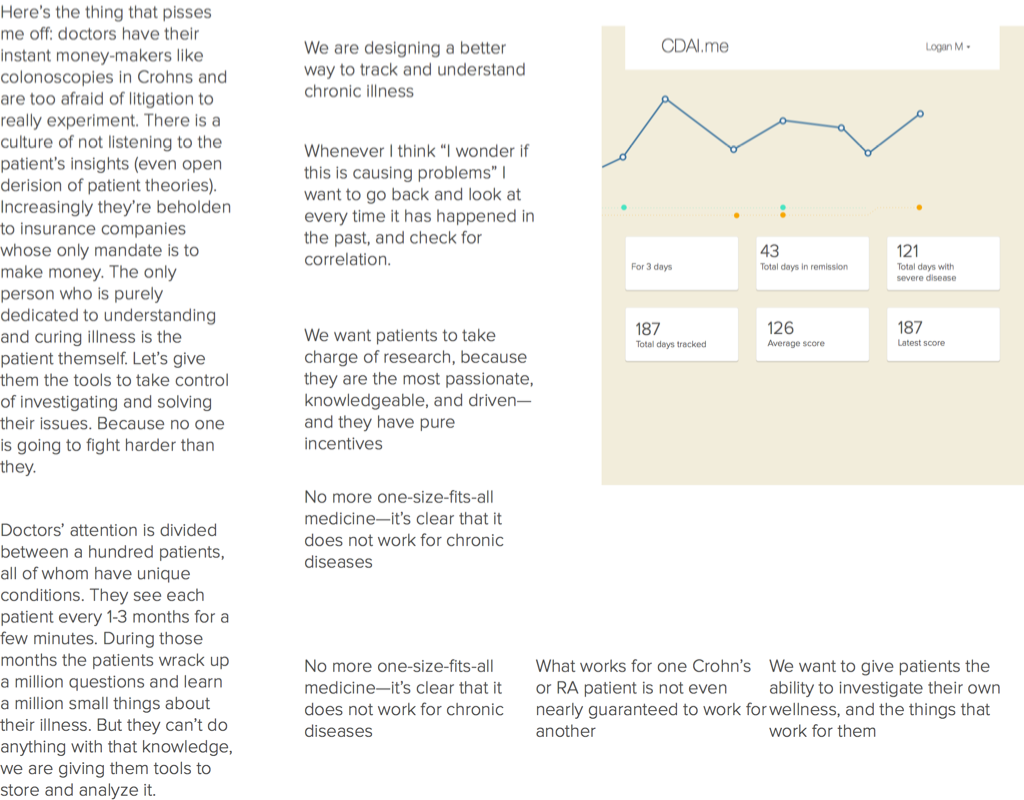 Here's the thing that pisses
me off: doctors have their
instant money-makers like
colonoscopies in Crohns and
are too afraid of litigation to
really experiment. There is a
culture of not listening to the
patient's insights (even open
derision of patient theories).
Increasingly they're beholden
to insurance companies
whose only mandate is to
make money. The only
person who is purely
dedicated to understanding
and curing illness is the
patient themself. Let's give
them the tools to take control
of investigating and solving
their issues. Because no one
is going to fight harder than
they.
Doctors' attention is divided
between a hundred patients,
all of whom have unique
conditions. They see each
patient every 1-3 months for a
few minutes. During those
months the patients wrack up
a million questions and learn
a million small things about
their illness. But they can't do
anything with that knowledge,
we are giving them tools to
store and analyze it.
We are designing a better
way to track and understand
chronic illness
Whenever I think “I wonder if
this is causing problems” I
want to go back and look at
every time it has happened in
the past, and check for
correlation.
We want patients to take
charge of research, because
they are the most passionate,
knowledgeable, and driven—
and they have pure
incentives
No more one-size-fits-all
medicine—it's clear that it
does not work for chronic
diseases
CDAI.me
Logan M
For 3 days
43
Total days in remission
121
Total days with
severe disease
187
Total days tracked
126
Average score
187
Latest score
No more one-size-fits-all
medicine—it's clear that it
does not work for chronic
diseases
What works for one Crohn's
or RA patient is not even
nearly guaranteed to work for
another
We want to give patients the
ability to investigate their own
wellness, and the things that
work for them